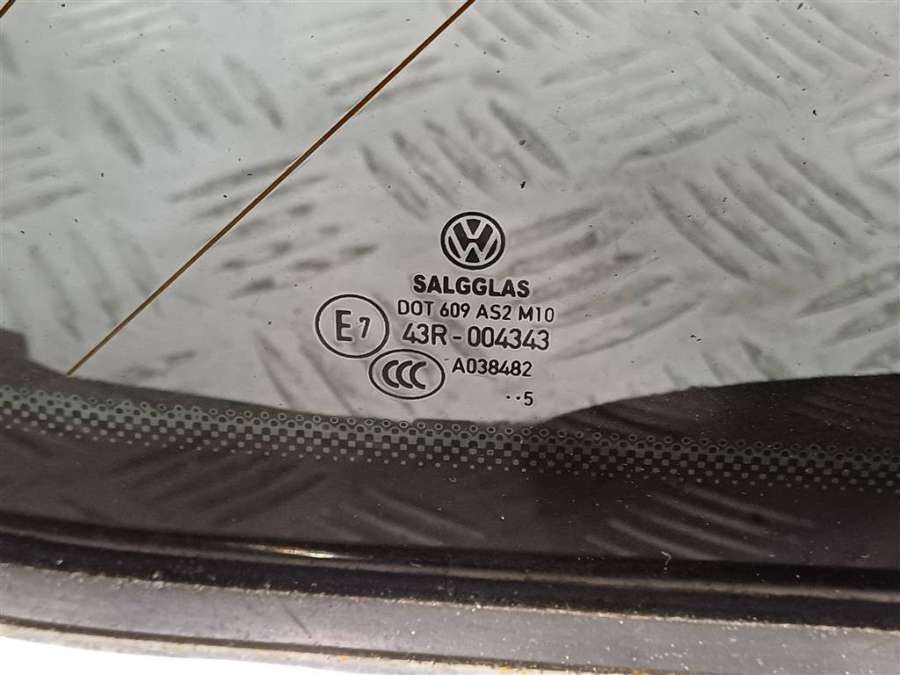 VW
SALGGLAS
DOT 609 AS2 M10
E7 43R-004343
CCC A038482
··5